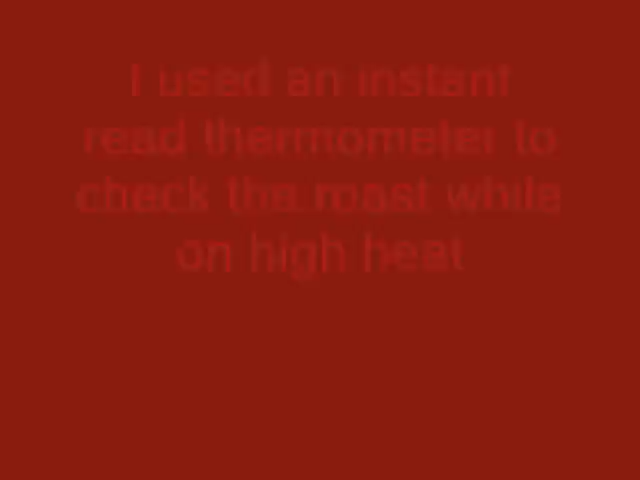 I used an instant
read thermometer to
check the roast while
on high heat